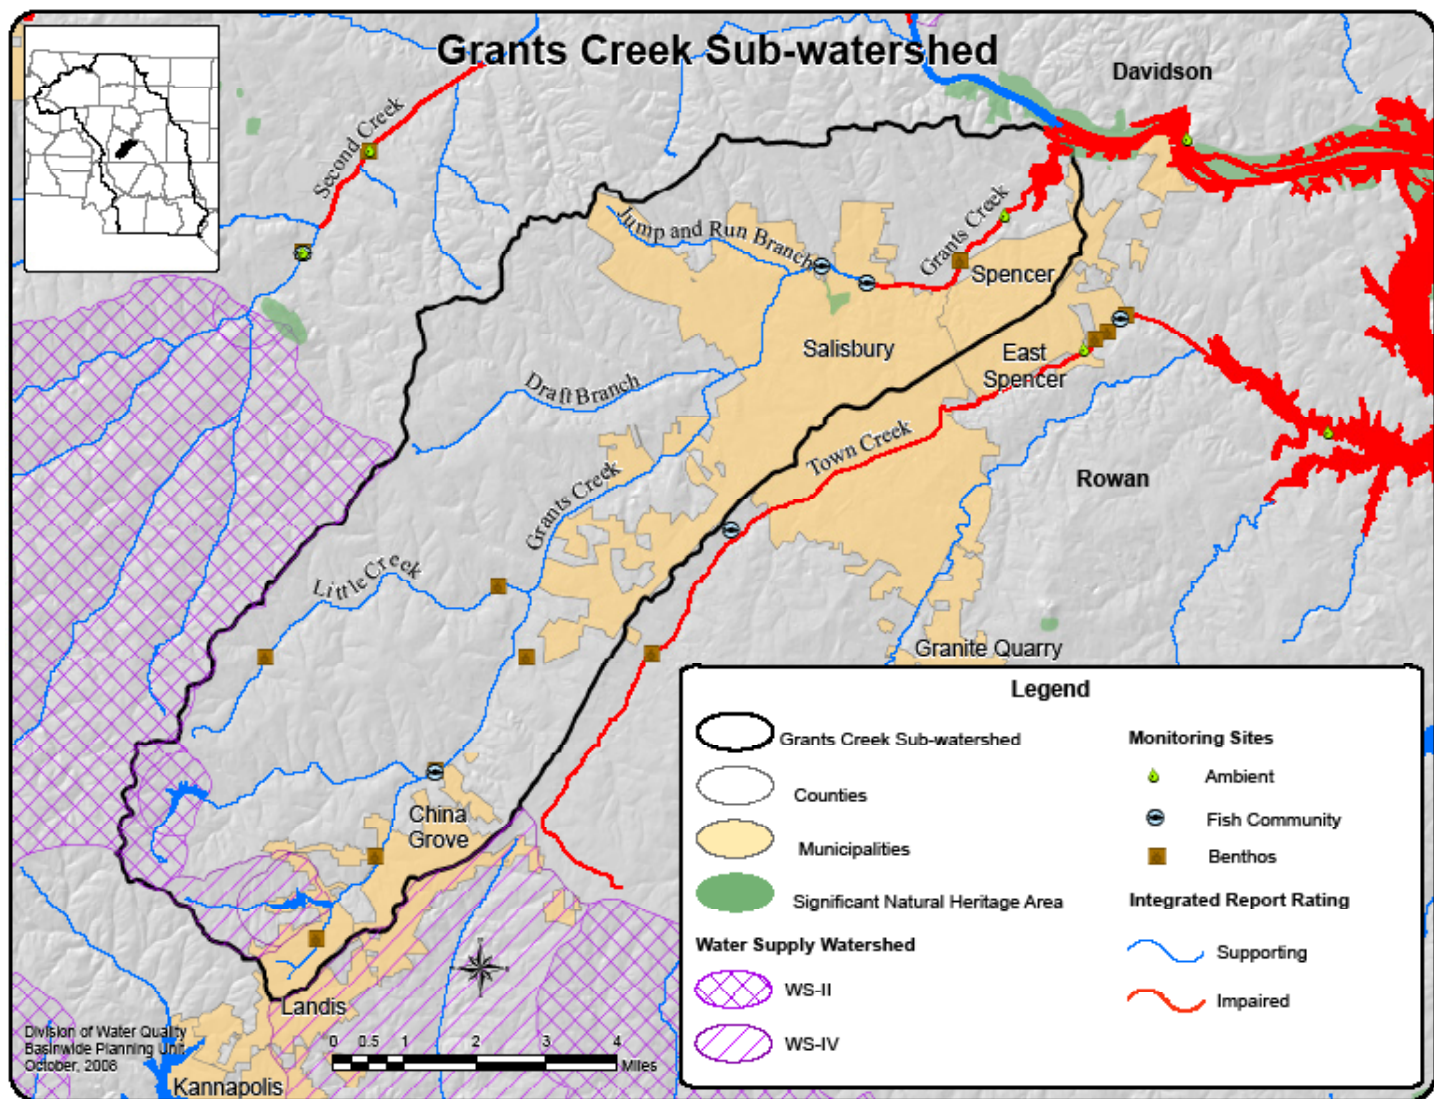 Grants Creek Sub-watershed
Davidson
Second Creek
Jump and Run Branch
Grants Creek
Spencer
Salisbury
East
Spencer
Draft Branch
Town Creek
Rowan
Grants Creek
Little Creek
Granite Quarry
China
Grove
Landis
Kannapolis
Division of Water Quality
Basinwide Planning Unit
October, 2008
0 0.5 1 2 3 4
Miles
Legend
Grants Creek Sub-watershed
Counties
Municipalities
Significant Natural Heritage Area
Water Supply Watershed
WS-II
WS-IV
Monitoring Sites
Ambient
Fish Community
Benthos
Integrated Report Rating
Supporting
Impaired